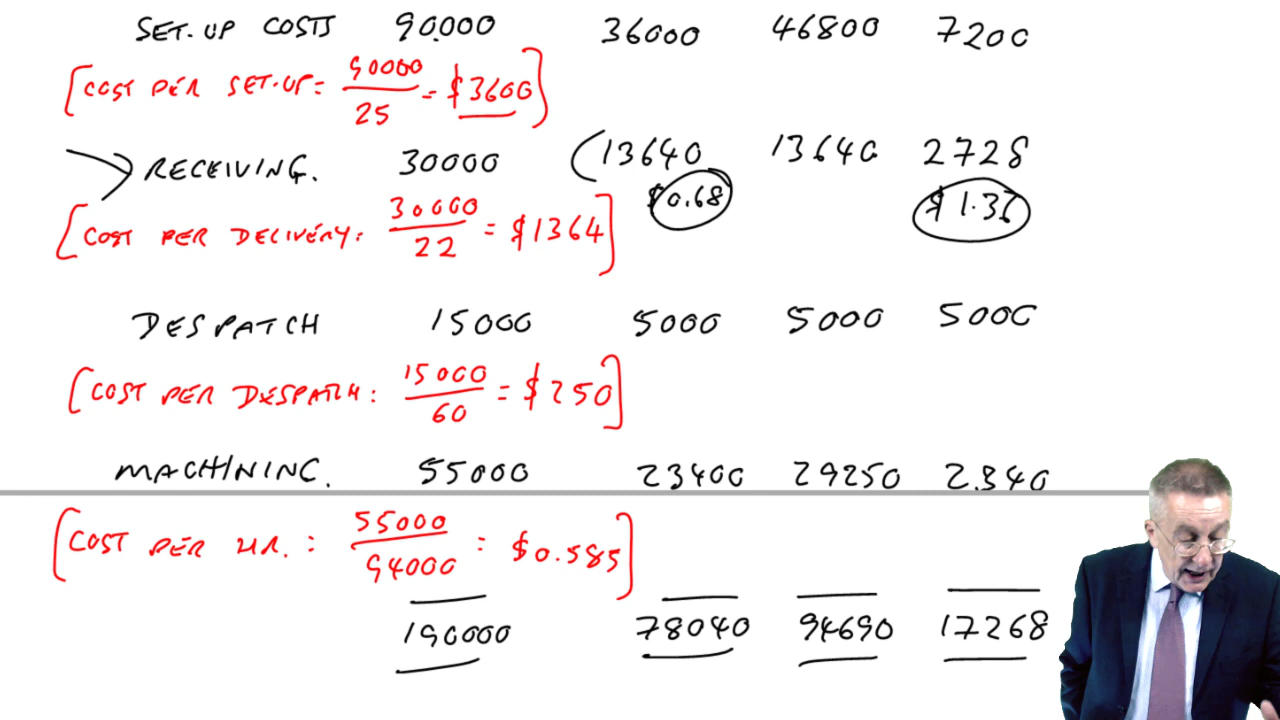 SET-UP COSTS 90,000 36000 46800 7200
[COST PER SET-UP = 90000/25 = $3600]
RECEIVING. 30000 (13640 13640 2728
$0.68 $1.36
[COST PER DELIVERY: 30000/22 = $1364]
DESPATCH 15000 5000 5000 5000
[COST PER DESPATCH: 15000/60 = $250]
MACHINING. 55000 23400 29250 2340
[COST PER HR. : 55000/94000 = $0.585]
190000 78040 94690 17268